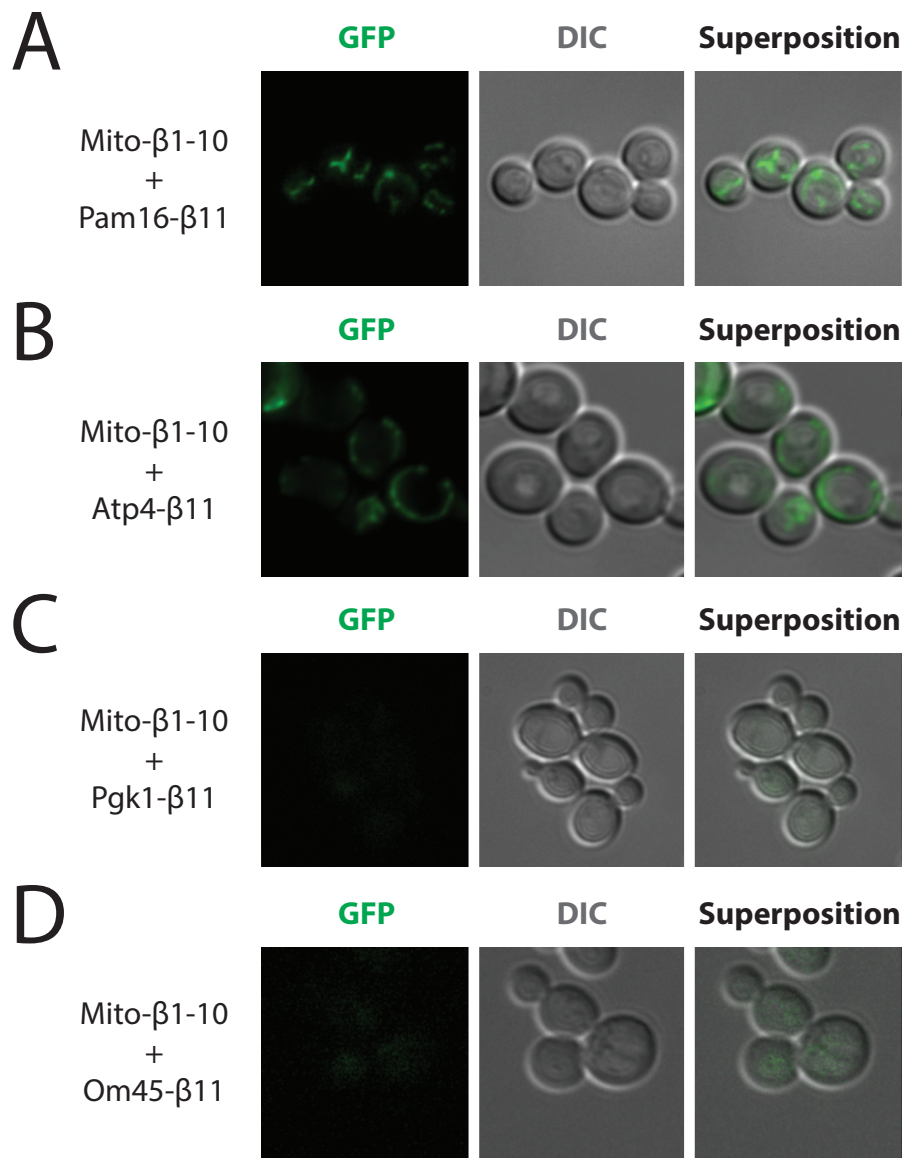 A
GFP DIC Superposition
Mito-β1-10
+
Pam16-β11
B
GFP DIC Superposition
Mito-β1-10
+
Atp4-β11
C
GFP DIC Superposition
Mito-β1-10
+
Pgk1-β11
D
GFP DIC Superposition
Mito-β1-10
+
Om45-β11